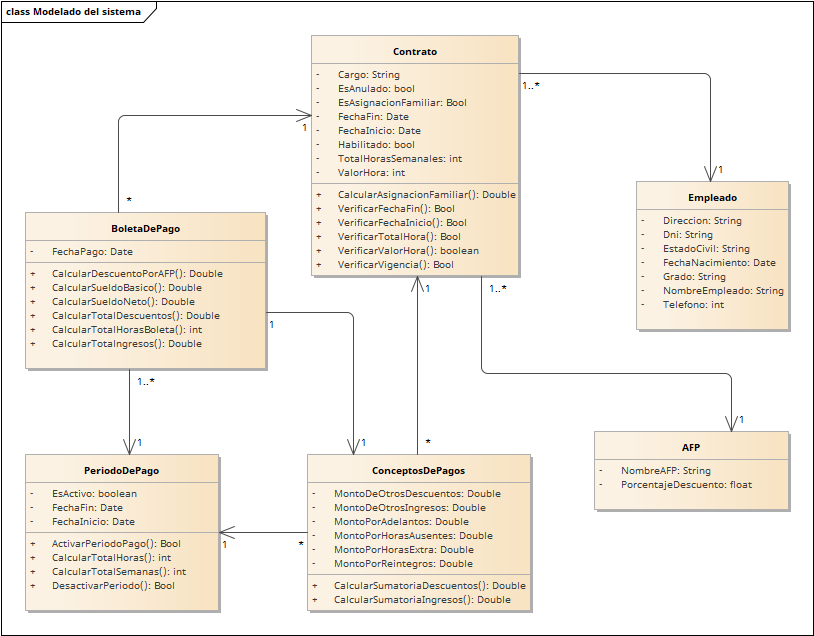 class Modelado del sistema
Contrato
- Cargo: String
- EsAnulado: bool
- EsAsignacionFamiliar: Bool
- FechaFin: Date
- FechaInicio: Date
- Habilitado: bool
- TotalHorasSemanales: int
- ValorHora: int
+ CalcularAsignacionFamiliar(): Double
+ VerificarFechaFin(): Bool
+ VerificarFechaInicio(): Bool
+ VerificarTotalHora(): Bool
+ VerificarValorHora(): boolean
+ VerificarVigencia(): Bool
1..*
1
1
*
Empleado
- Direccion: String
- Dni: String
- EstadoCivil: String
- FechaNacimiento: Date
- Grado: String
- NombreEmpleado: String
- Telefono: int
BoletaDePago
- FechaPago: Date
+ CalcularDescuentoPorAFP(): Double
+ CalcularSueldoBasico(): Double
+ CalcularSueldoNeto(): Double
+ CalcularTotalDescuentos(): Double
+ CalcularTotalHorasBoleta(): int
+ CalcularTotaIngresos(): Double
1
1
1..*
1..*
1
1
1
*
AFP
- NombreAFP: String
- PorcentajeDescuento: float
PeriodoDePago
- EsActivo: boolean
- FechaFin: Date
- FechaInicio: Date
+ ActivarPeriodoPago(): Bool
+ CalcularTotalHoras(): int
+ CalcularTotalSemanas(): int
+ DesactivarPeriodo(): Bool
1
*
ConceptosDePagos
- MontoDeOtrosDescuentos: Double
- MontoDeOtrosIngresos: Double
- MontoPorAdelantos: Double
- MontoPorHorasAusentes: Double
- MontoPorHorasExtra: Double
- MontoPorReintegros: Double
+ CalcularSumatoriaDescuentos(): Double
+ CalcularSumatoriaIngresos(): Double